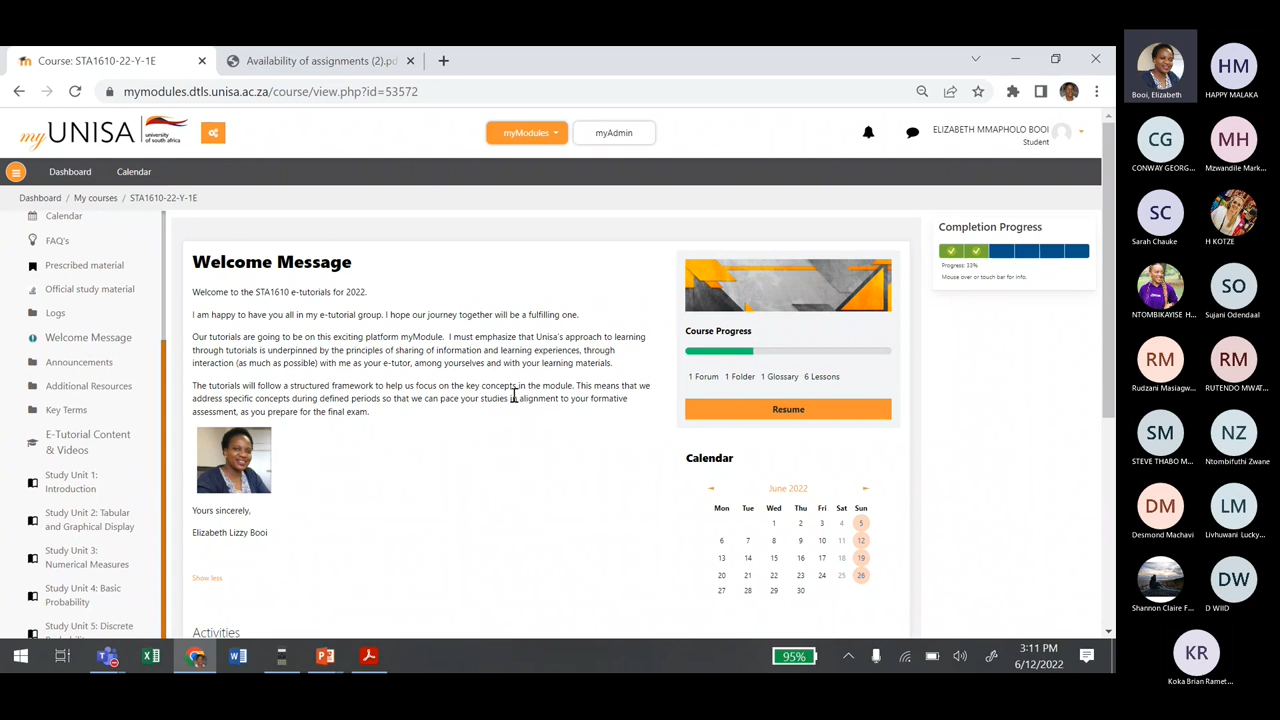 Course: STA1610-22-Y-1E
Availability of assignments (2).pd
mymodules.dtls.unisa.ac.za/course/view.php?id=53572
myUNISA
university
of south africa
myModules
myAdmin
ELIZABETH MMAPHOLO BOOI
Student
Dashboard
Calendar
Dashboard / My courses / STA1610-22-Y-1E
Calendar
FAQ's
Prescribed material
Official study material
Logs
Welcome Message
Announcements
Additional Resources
Key Terms
E-Tutorial Content
& Videos
Study Unit 1:
Introduction
Study Unit 2: Tabular
and Graphical Display
Study Unit 3:
Numerical Measures
Study Unit 4: Basic
Probability
Study Unit 5: Discrete
Welcome Message
Welcome to the STA1610 e-tutorials for 2022.
I am happy to have you all in my e-tutorial group. I hope our journey together will be a fulfilling one.
Our tutorials are going to be on this exciting platform myModule. I must emphasize that Unisa's approach to learning
through tutorials is underpinned by the principles of sharing of information and learning experiences, through
interaction (as much as possible) with me as your e-tutor, among yourselves and with your learning materials.
The tutorials will follow a structured framework to help us focus on the key concepts in the module. This means that we
address specific concepts during defined periods so that we can pace your studies in alignment to your formative
assessment, as you prepare for the final exam.
Yours sincerely,
Elizabeth Lizzy Booi
Show less
Activities
Course Progress
1 Forum 1 Folder 1 Glossary 6 Lessons
Resume
Calendar
June 2022
Mon Tue Wed Thu Fri Sat Sun
1 2 3 4 5
6 7 8 9 10 11 12
13 14 15 16 17 18 19
20 21 22 23 24 25 26
27 28 29 30
Completion Progress
Progress: 33%
Mouse over or touch bar for info.
95%
3:11 PM
6/12/2022
Booi, Elizabeth
HM
HAPPY MALAKA
CG
CONWAY GEORG...
MH
Mzwandile Mark...
SC
Sarah Chauke
H KOTZE
NTOMBIKAYISE H...
SO
Sujani Odendaal
RM
Rudzani Masiagw...
RM
RUTENDO MWAT...
SM
STEVE THABO M...
NZ
Ntombifuthi Zwane
DM
Desmond Machavi
LM
Livhuwani Lucky...
Shannon Claire F...
DW
D WIID
KR
Koka Brian Ramet...